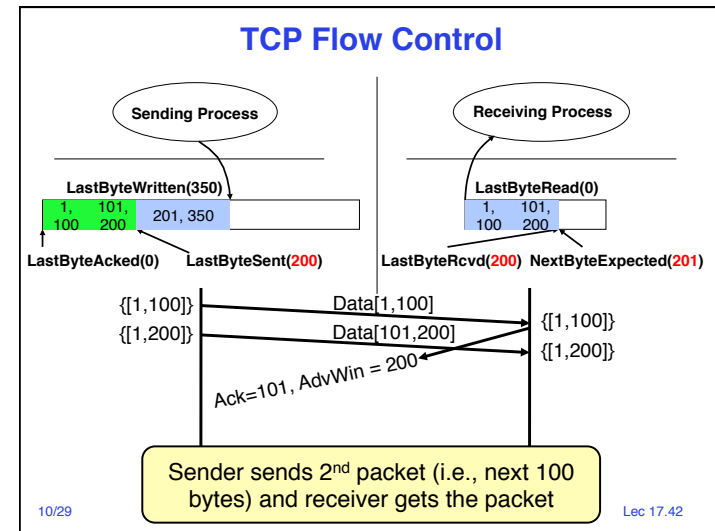 TCP Flow Control
Sending Process
Receiving Process
LastByteWritten(350)
LastByteRead(0)
1, 101,
100 200
201, 350
1, 101,
100 200
LastByteAcked(0) LastByteSent(200)
LastByteRcvd(200) NextByteExpected(201)
{[1,100]}
Data[1,100]
{[1,100]}
{[1,200]}
Data[101,200]
{[1,200]}
Ack=101, AdvWin = 200
Sender sends 2nd packet (i.e., next 100
bytes) and receiver gets the packet
10/29
Lec 17.42